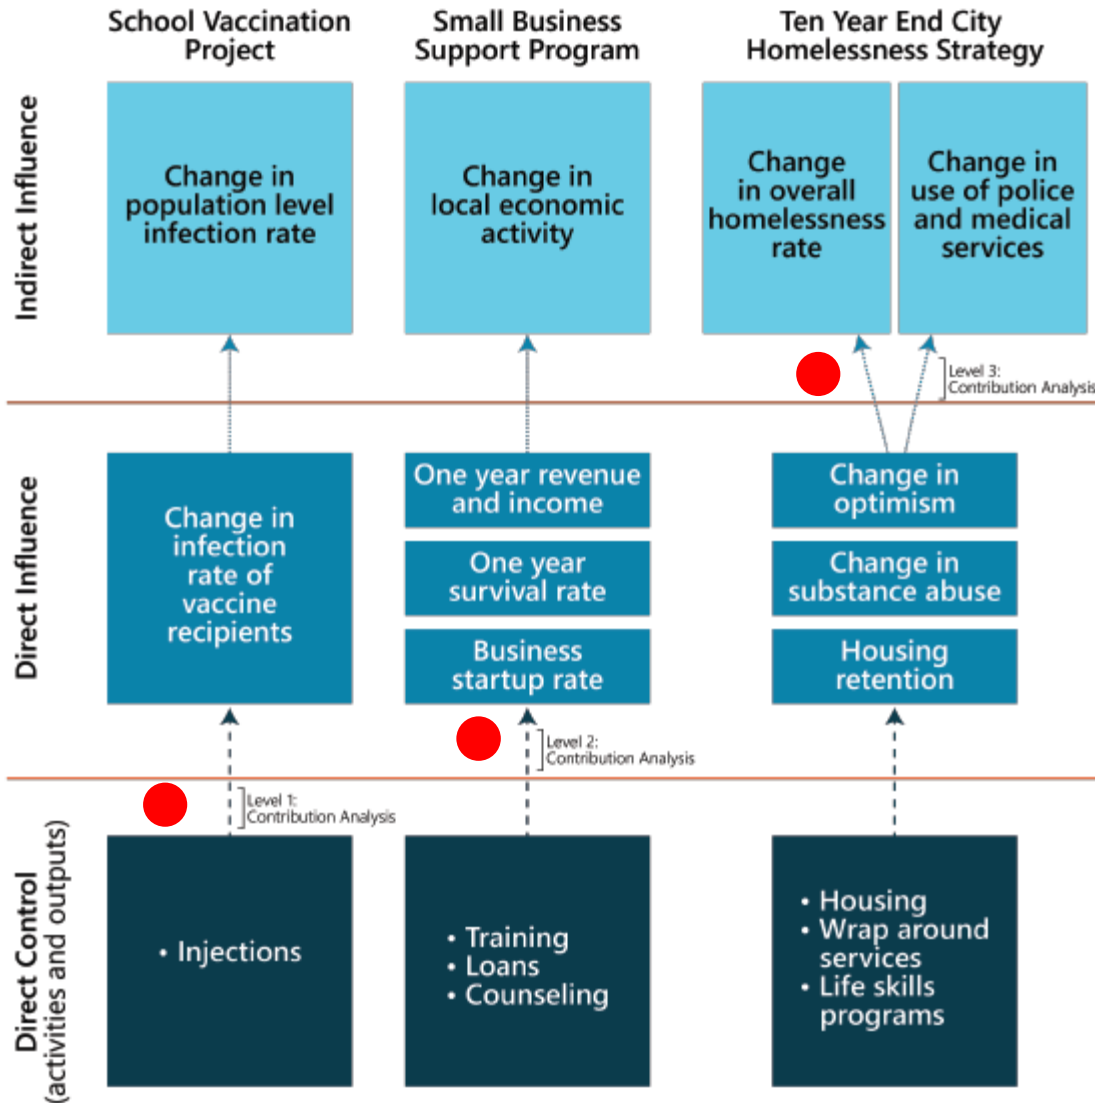 School Vaccination
Project
Small Business
Support Program
Ten Year End City
Homelessness Strategy
Indirect Influence
Change in
population level
infection rate
Change in
local economic
activity
Change
in overall
homelessness
rate
Change in
use of police
and medical
services
Level 3:
Contribution Analysis
Direct Influence
Change in
infection
rate of
vaccine
recipients
One year revenue
and income
One year
survival rate
Business
startup rate
Change in
optimism
Change in
substance abuse
Housing
retention
Level 2:
Contribution Analysis
Level 1:
Contribution Analysis
Direct Control
(activities and outputs)
• Injections
• Training
• Loans
• Counseling
• Housing
• Wrap around
services
• Life skills
programs